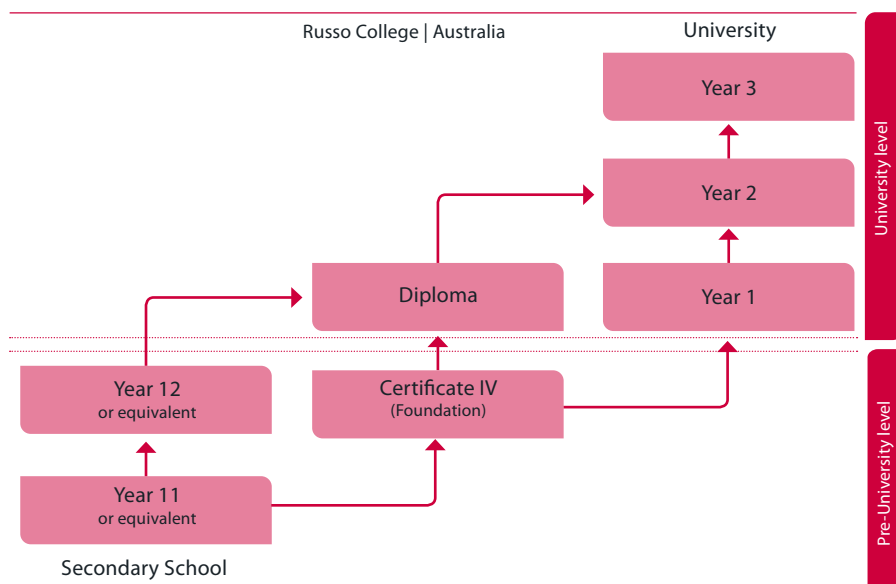 Russo College | Australia
University
Year 3
Year 2
Diploma
Year 1
Year 12
or equivalent
Certificate IV
(Foundation)
Year 11
or equivalent
Secondary School
University level
Pre-University level